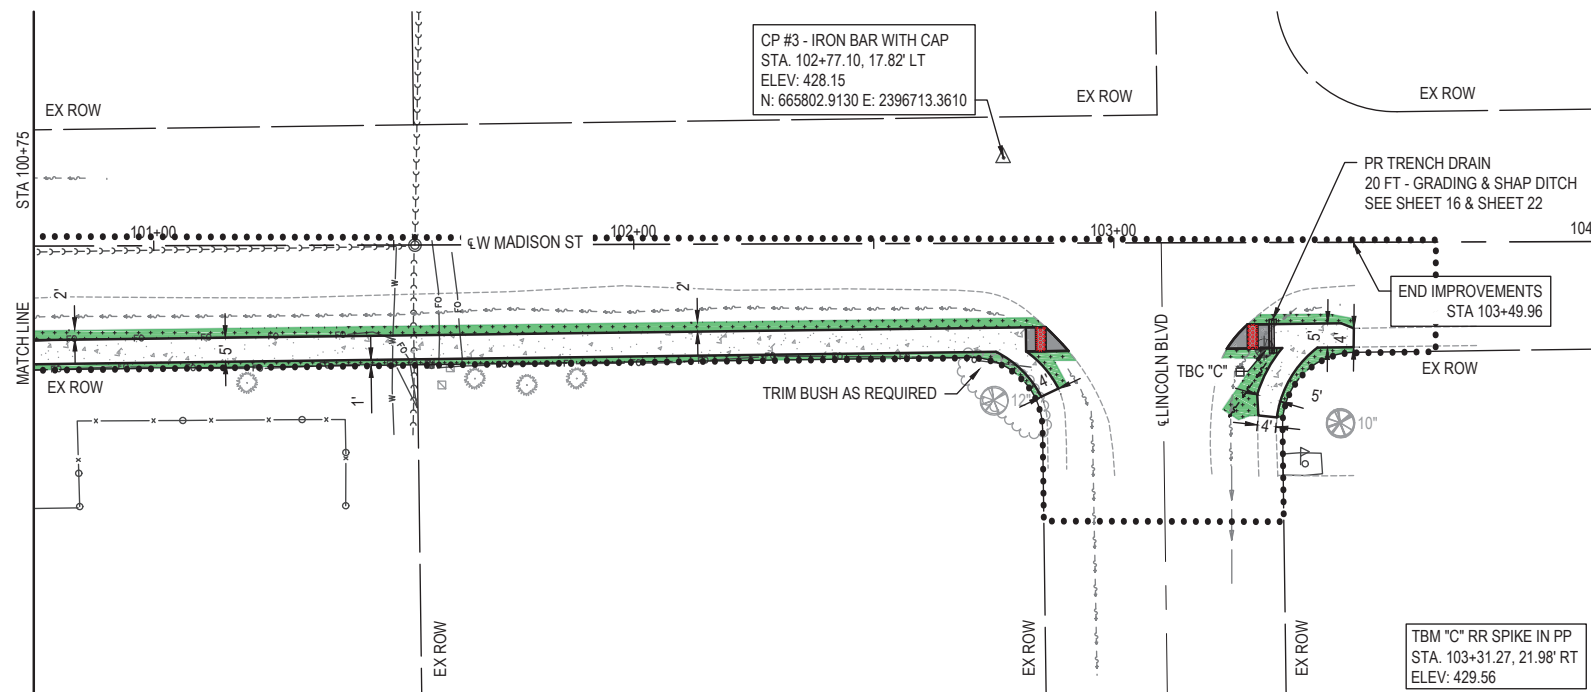 CP #3 - IRON BAR WITH CAP
STA. 102+77.10, 17.82' LT
ELEV: 428.15
N: 665802.9130 E: 2396713.3610
EX ROW
EX ROW
EX ROW
STA 100+75
MATCH LINE
PR TRENCH DRAIN
20 FT - GRADING & SHAP DITCH
SEE SHEET 16 & SHEET 22
101+00
℄ W MADISON ST
102+00
103+00
104
END IMPROVEMENTS
STA 103+49.96
2'
W
FO
FO
2'
5'
W
FO
5'
4'
EX ROW
EX ROW
TBC "C"
TRIM BUSH AS REQUIRED
1'
W
12"
4'
℄ LINCOLN BLVD
5'
4'
10"
EX ROW
EX ROW
EX ROW
TBM "C" RR SPIKE IN PP
STA. 103+31.27, 21.98' RT
ELEV: 429.56